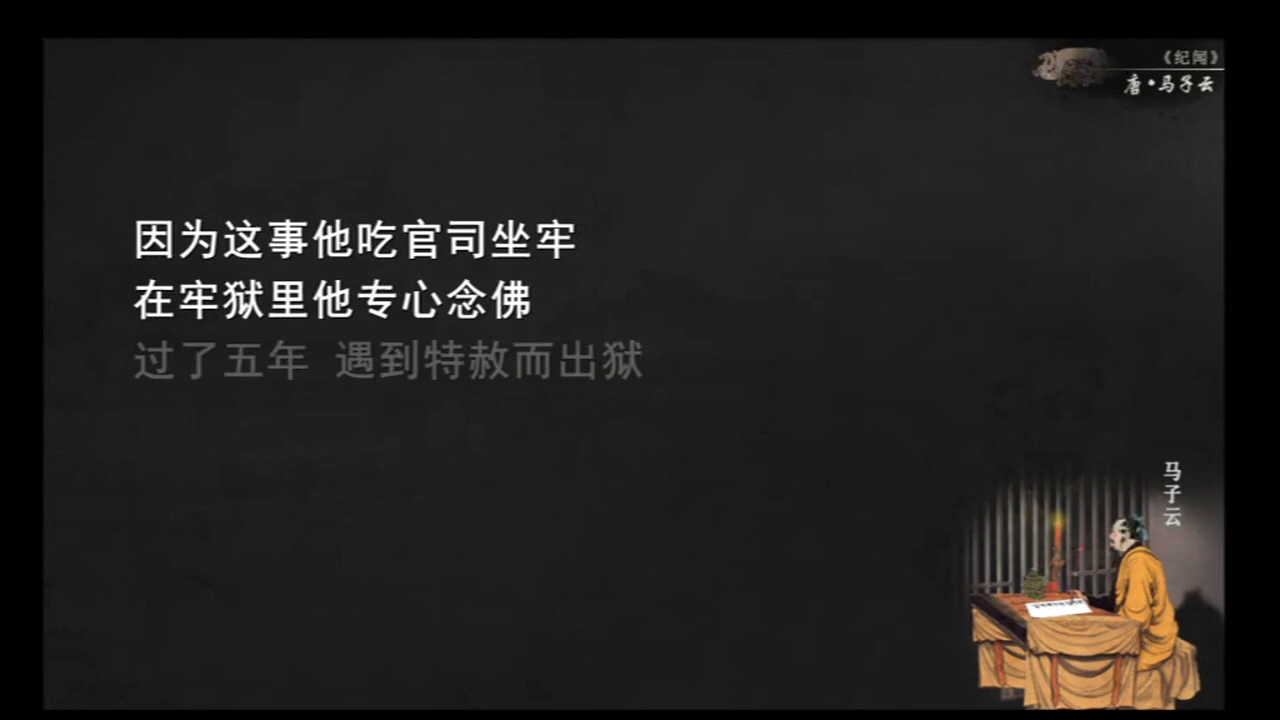 《纪闻》
唐·马子云
因为这事他吃官司坐牢
在牢狱里他专心念佛
过了五年 遇到特赦而出狱
马子云